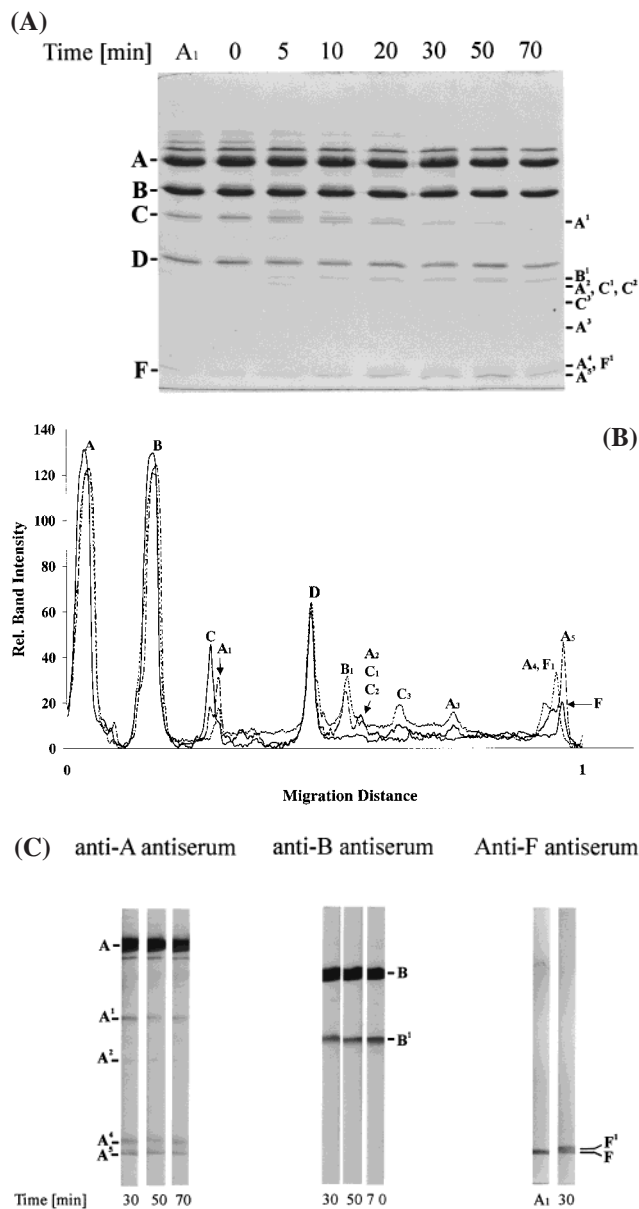 (A)
Time [min] A1 0 5 10 20 30 50 70
A
B
C
D
F
A¹
B¹
A², C¹, C²
C³
A³
A⁴, F¹
A⁵
(B)
Rel. Band Intensity
140
120
100
80
60
40
20
0
A
B
C
A1
D
B1
A2
C1
C2
C3
A3
A4, F1
A5
F
0
1
Migration Distance
(C)
anti-A antiserum
A
A¹
A²
A⁴
A⁵
Time [min] 30 50 70
anti-B antiserum
B
B¹
30 50 7 0
Anti-F antiserum
F¹
F
A1 30